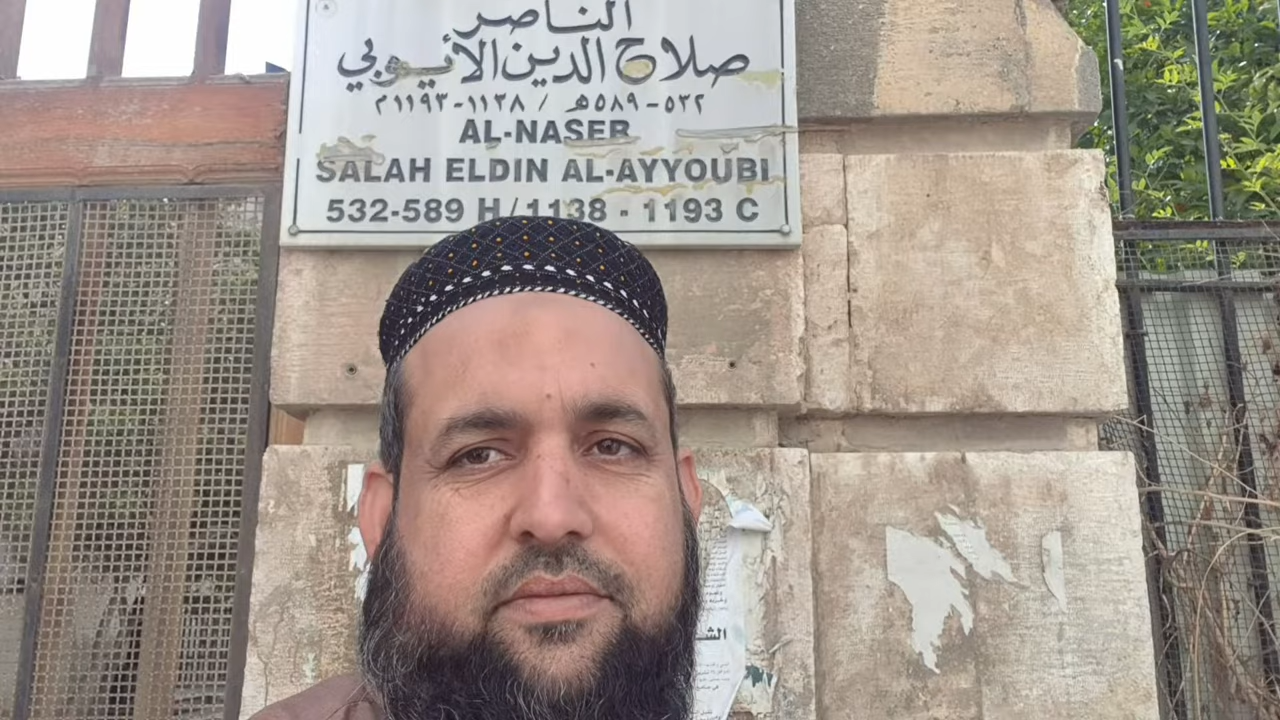 الناصر
صلاح الدين الأيوبي
٥٣٢-٥٨٩هـ / ١١٣٨-١١٩٣م
AL-NASER
SALAH ELDIN AL-AYYOUBI
532-589 H/1138 - 1193 C